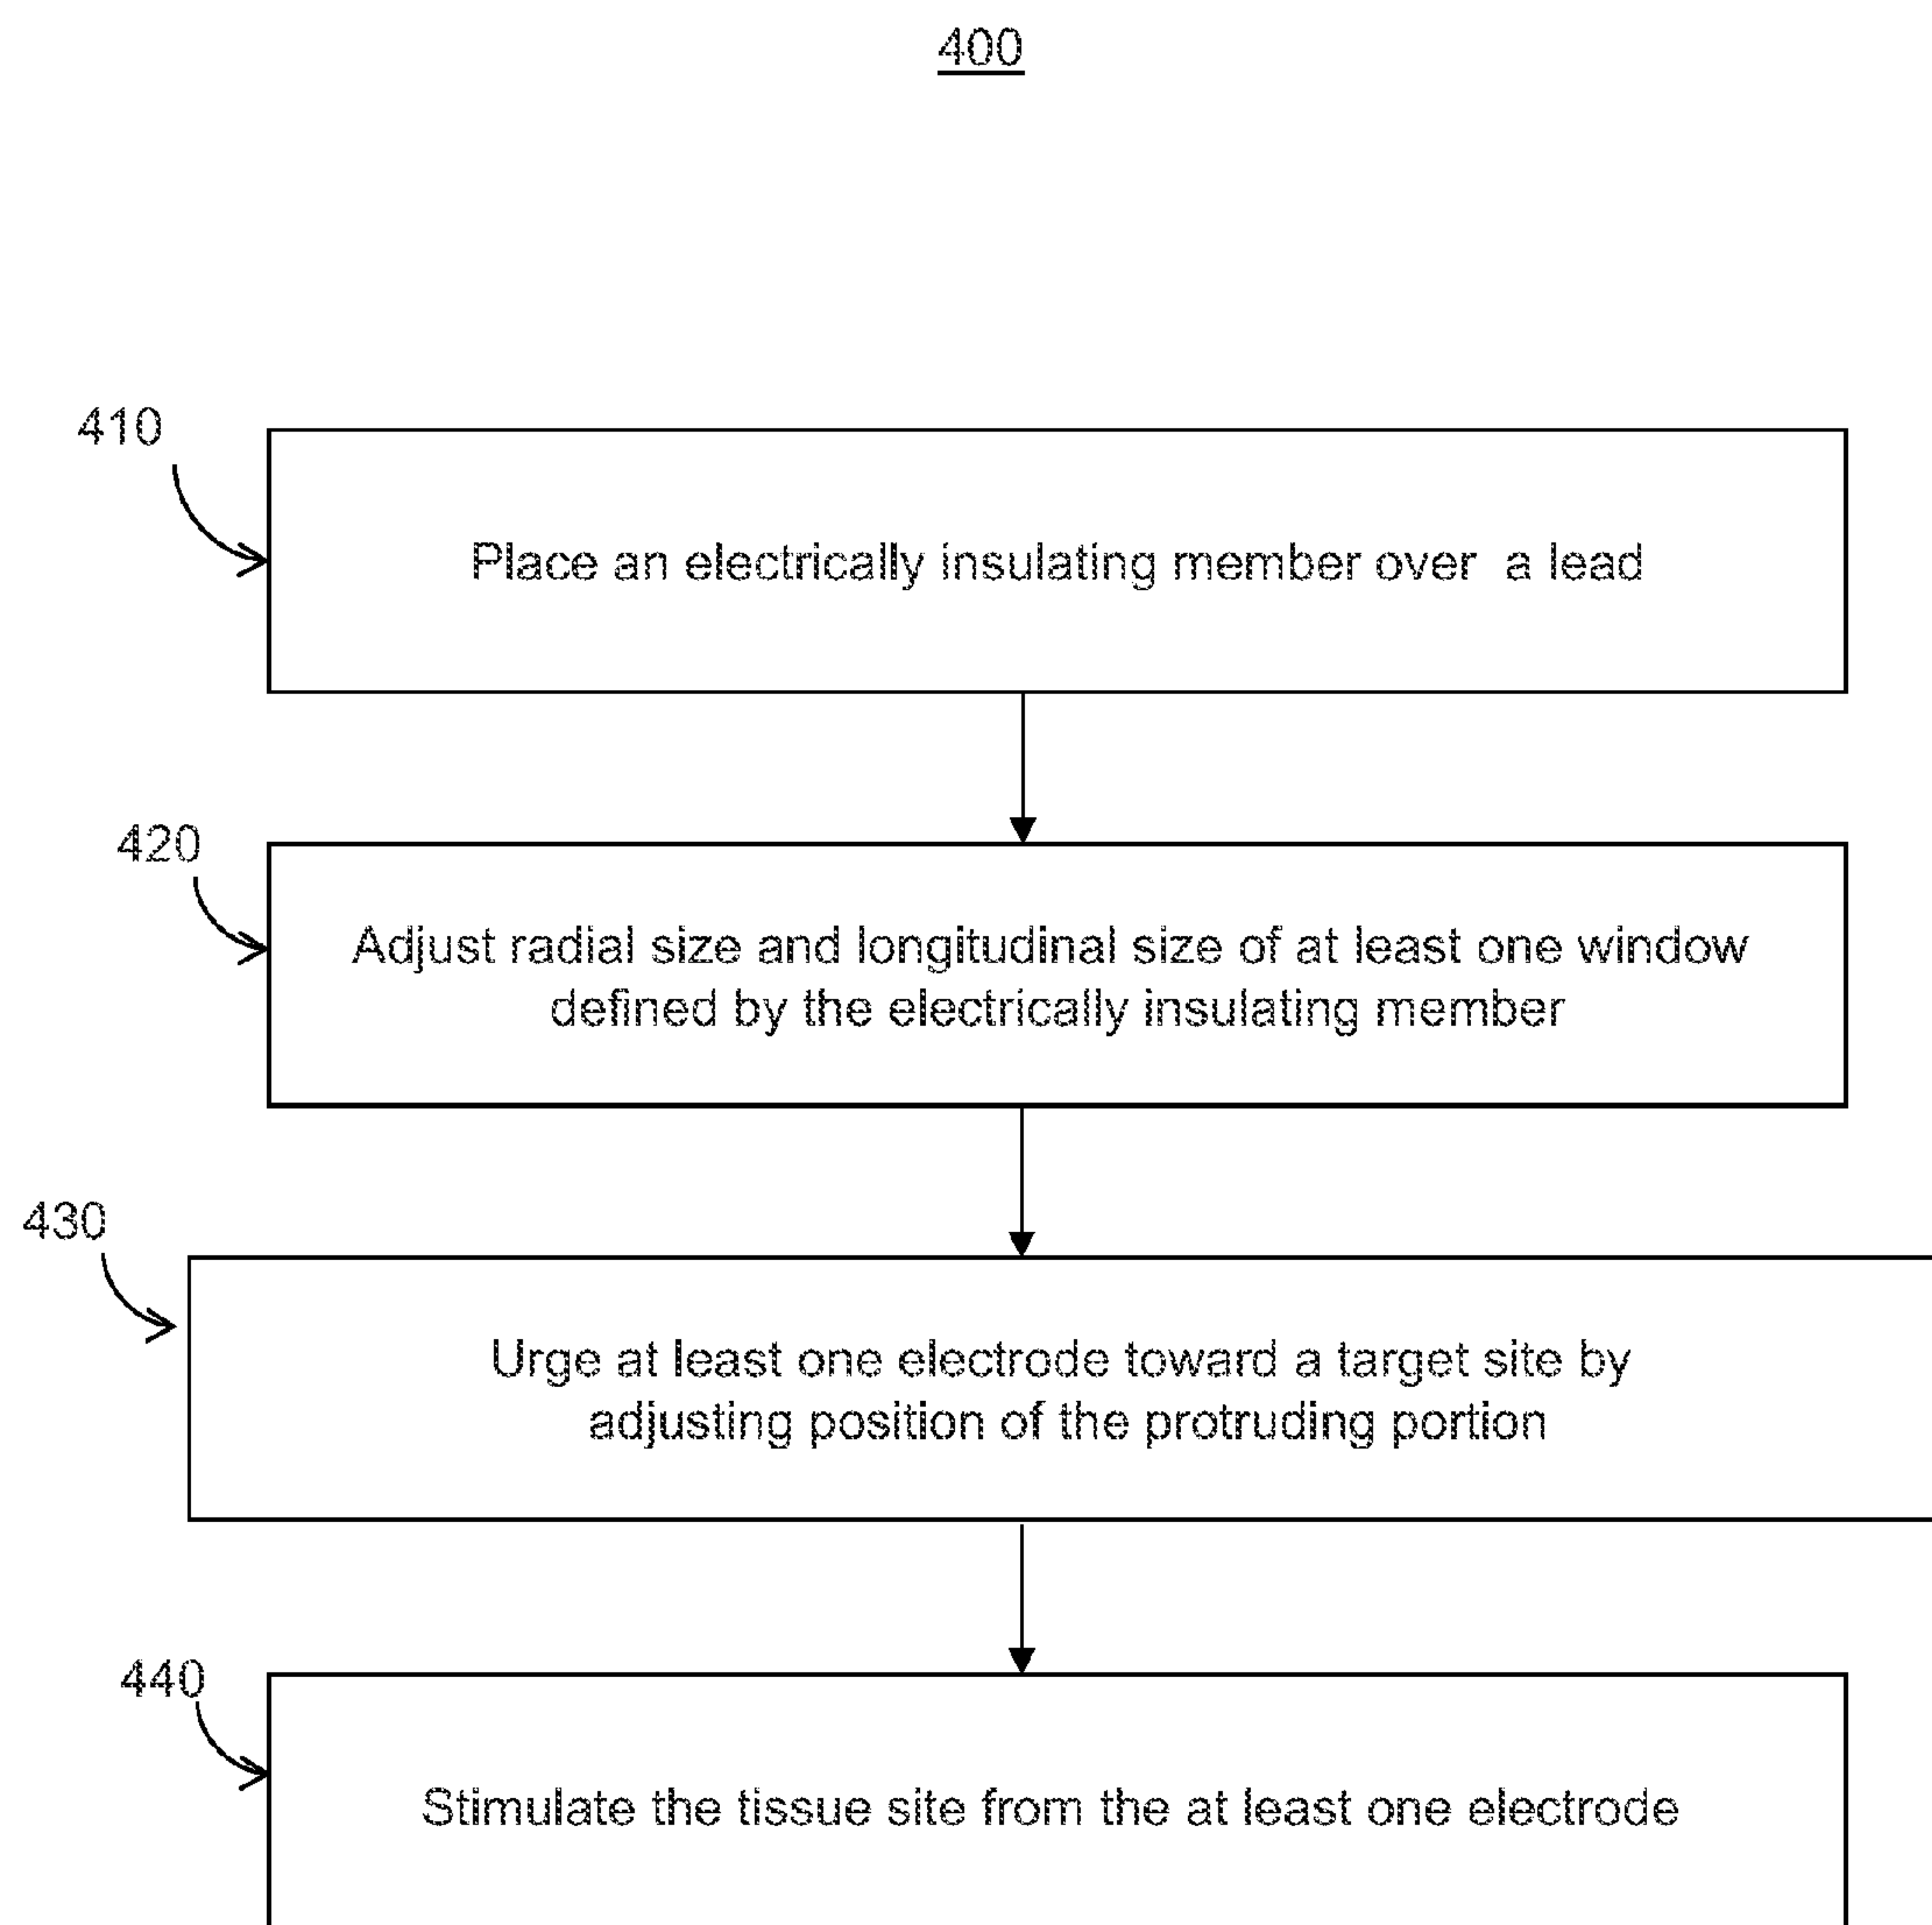 400
410
Place an electrically insulating member over a lead
420
Adjust radial size and longitudinal size of at least one window
defined by the electrically insulating member
430
Urge at least one electrode toward a target site by
adjusting position of the protruding portion
440
Stimulate the tissue site from the at least one electrode